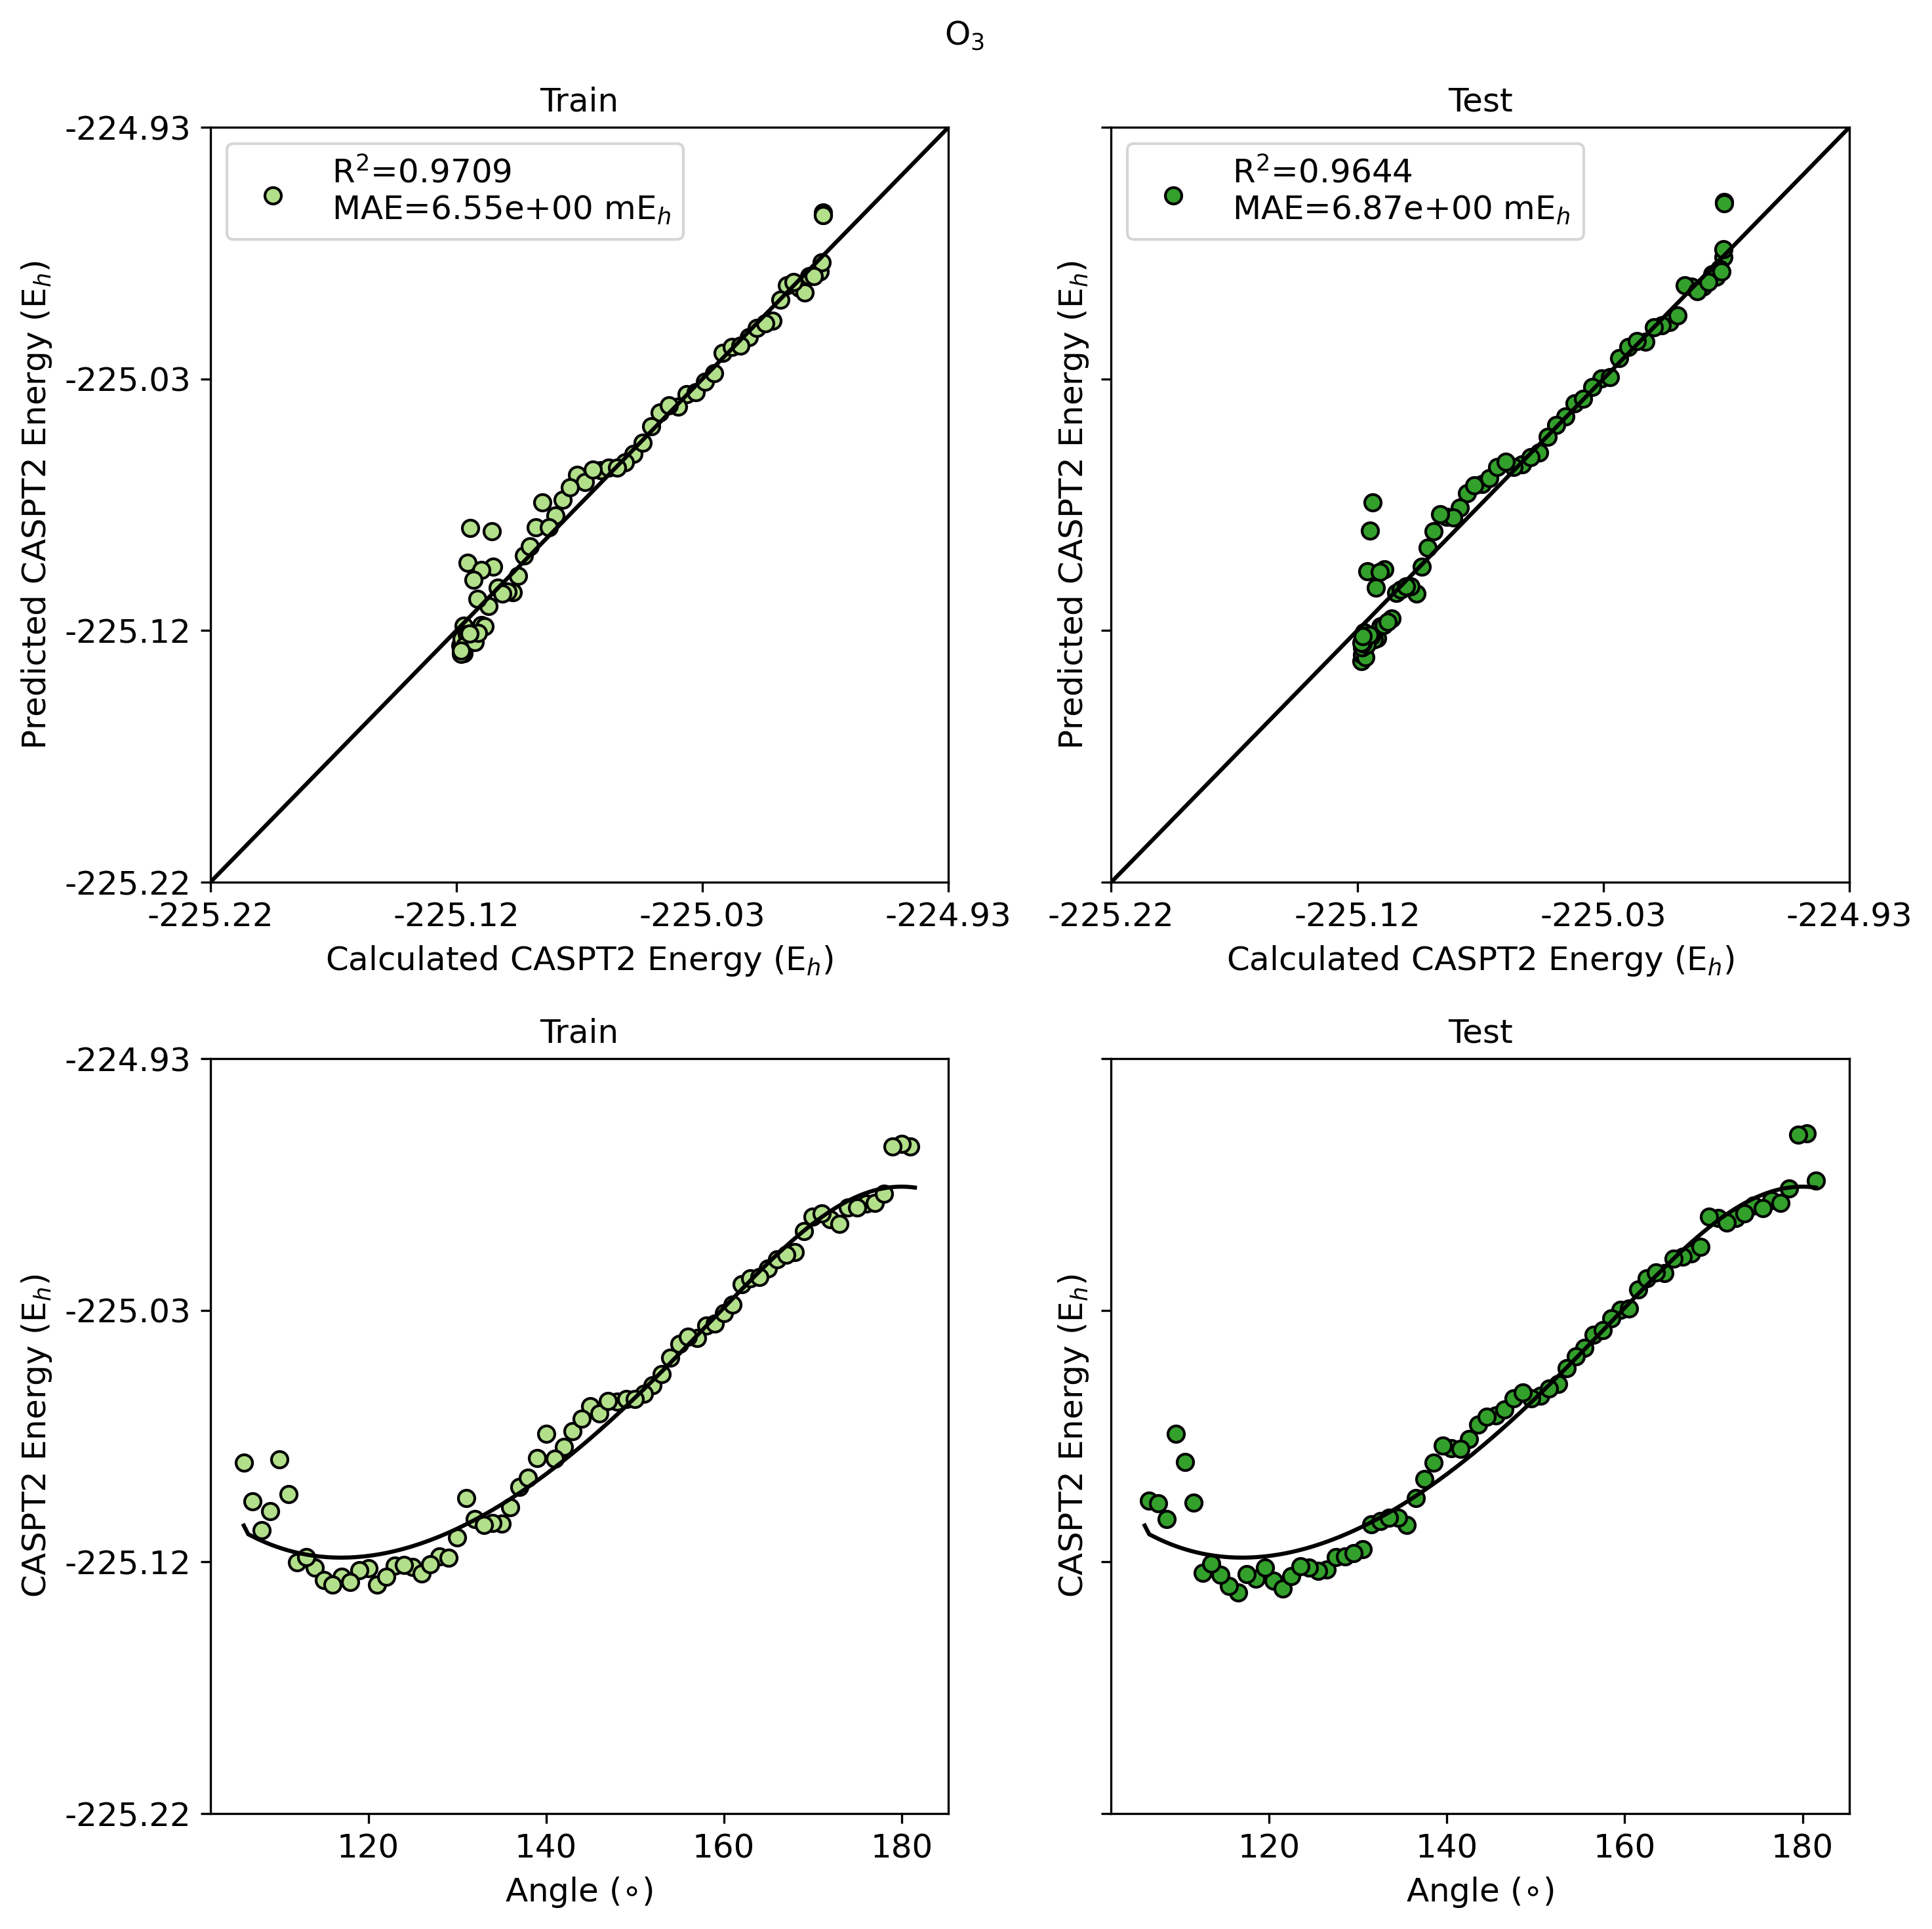 O₃
Train
Test
-224.93
-225.03
-225.12
-225.22
Predicted CASPT2 Energy (Eₕ)
R²=0.9709
MAE=6.55e+00 mEₕ
-225.22 -225.12 -225.03 -224.93
Calculated CASPT2 Energy (Eₕ)
Predicted CASPT2 Energy (Eₕ)
R²=0.9644
MAE=6.87e+00 mEₕ
-225.22 -225.12 -225.03 -224.93
Calculated CASPT2 Energy (Eₕ)
Train
Test
-224.93
-225.03
-225.12
-225.22
CASPT2 Energy (Eₕ)
120 140 160 180
Angle (∘)
CASPT2 Energy (Eₕ)
120 140 160 180
Angle (∘)